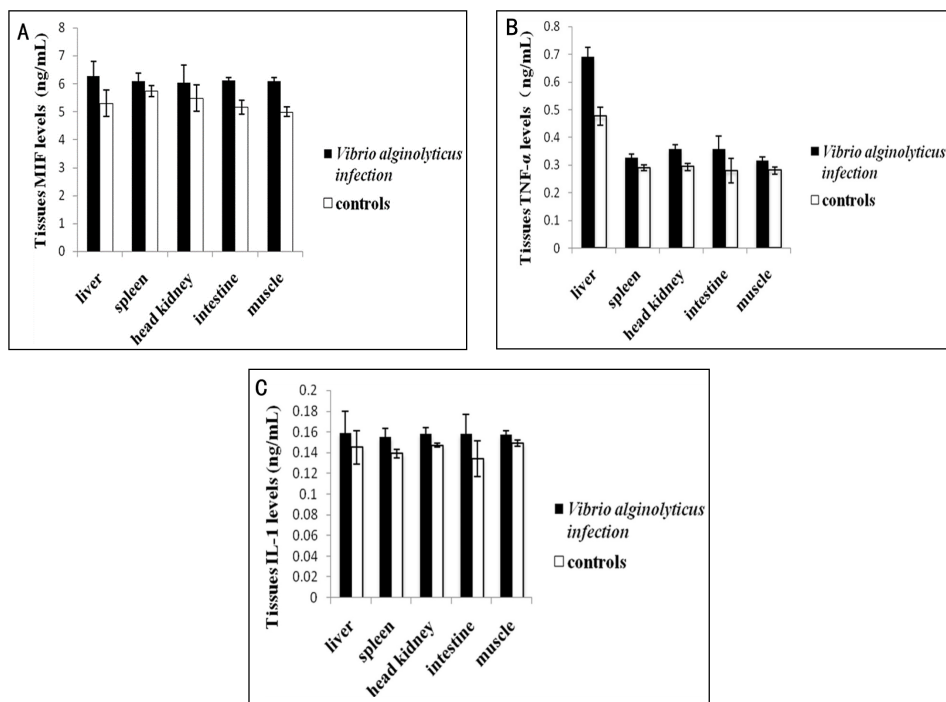 A
Tissues MIF levels (ng/mL)
8
7
6
5
4
3
2
1
0
liver
spleen
head kidney
intestine
muscle
Vibrio alginolyticus
infection
controls
B
Tissues TNF-α levels (ng/mL)
0.8
0.7
0.6
0.5
0.4
0.3
0.2
0.1
0
liver
spleen
head kidney
intestine
muscle
Vibrio alginolyticus
infection
controls
C
Tissues IL-1 levels (ng/mL)
0.2
0.18
0.16
0.14
0.12
0.1
0.08
0.06
0.04
0.02
0
liver
spleen
head kidney
intestine
muscle
Vibrio alginolyticus
infection
controls